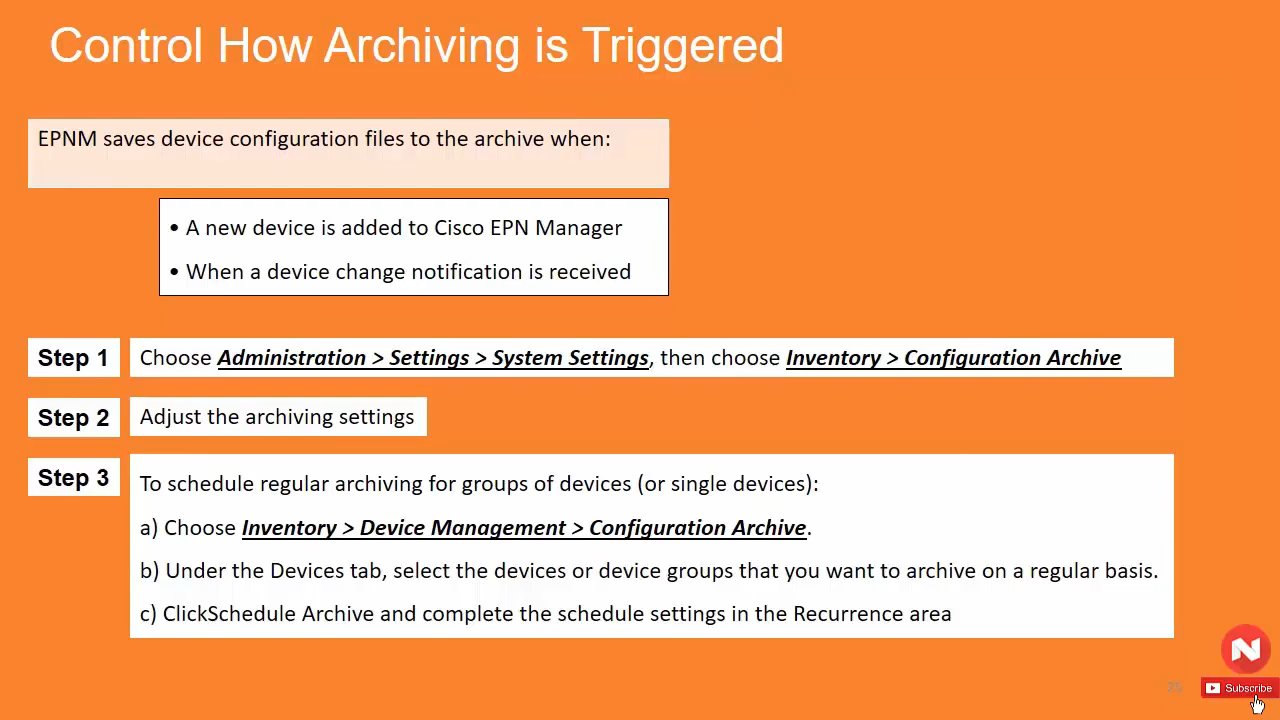 Control How Archiving is Triggered
EPNM saves device configuration files to the archive when:
• A new device is added to Cisco EPN Manager
• When a device change notification is received
Step 1
Choose Administration > Settings > System Settings, then choose Inventory > Configuration Archive
Step 2
Adjust the archiving settings
Step 3
To schedule regular archiving for groups of devices (or single devices):
a) Choose Inventory > Device Management > Configuration Archive.
b) Under the Devices tab, select the devices or device groups that you want to archive on a regular basis.
c) ClickSchedule Archive and complete the schedule settings in the Recurrence area
N
25
Subscribe